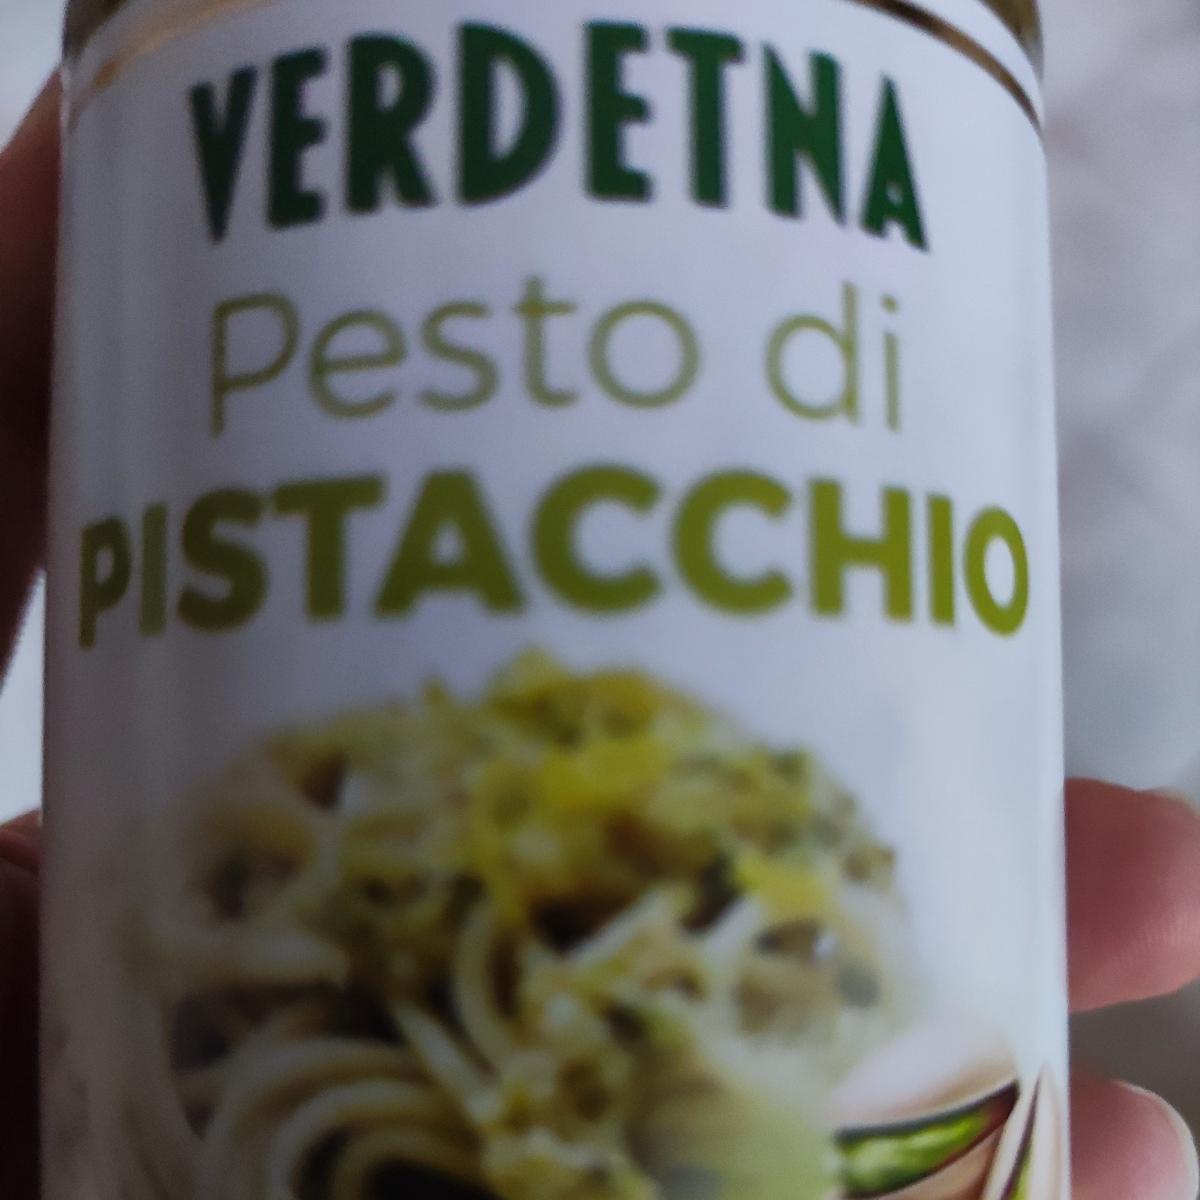 VERDETNA
Pesto di
PISTACCHIO